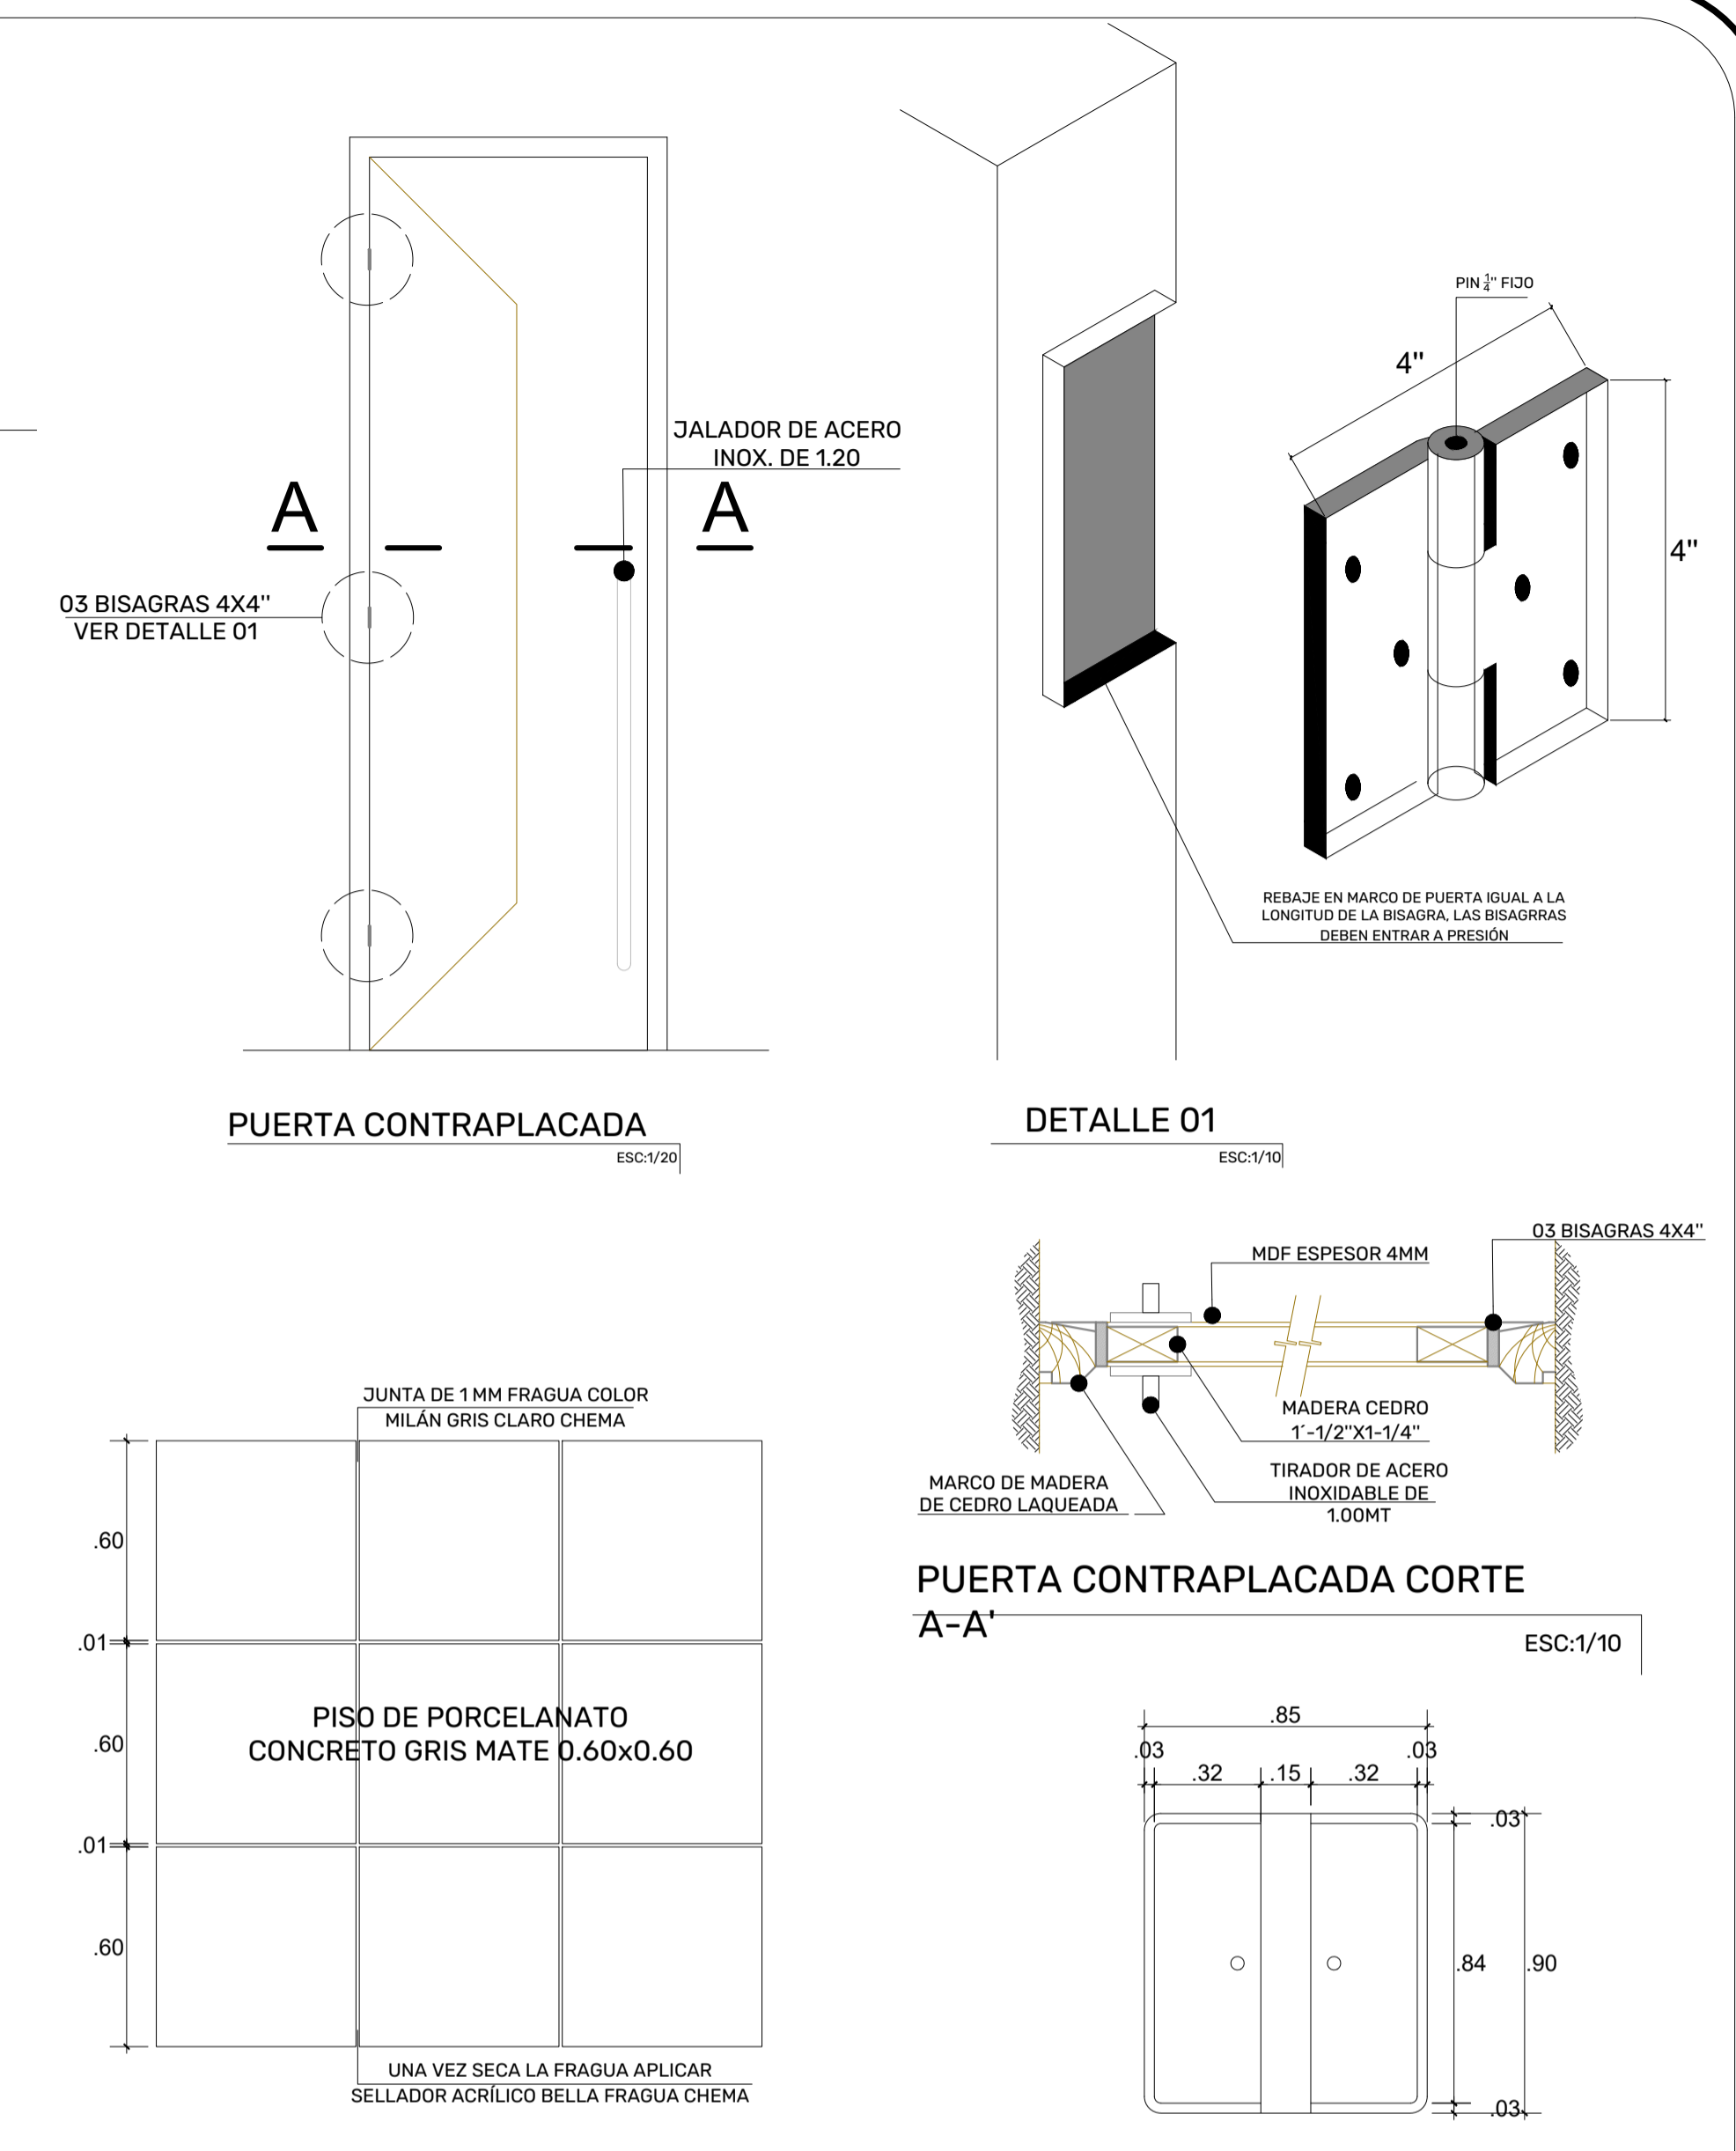 JALADOR DE ACERO
INOX. DE 1.20
A
A
03 BISAGRAS 4X4"
VER DETALLE 01
PUERTA CONTRAPLACADA
ESC:1/20
PIN 1/4" FIJO
4"
4"
REBAJE EN MARCO DE PUERTA IGUAL A LA
LONGITUD DE LA BISAGRA, LAS BISAGRRAS
DEBEN ENTRAR A PRESIÓN
DETALLE 01
ESC:1/10
03 BISAGRAS 4X4"
MDF ESPESOR 4MM
MADERA CEDRO
1´-1/2"X1-1/4"
MARCO DE MADERA
DE CEDRO LAQUEADA
TIRADOR DE ACERO
INOXIDABLE DE
1.00MT
PUERTA CONTRAPLACADA CORTE
A-A'
ESC:1/10
JUNTA DE 1 MM FRAGUA COLOR
MILÁN GRIS CLARO CHEMA
.60
.01
.60
.01
.60
PISO DE PORCELANATO
CONCRETO GRIS MATE 0.60x0.60
UNA VEZ SECA LA FRAGUA APLICAR
SELLADOR ACRÍLICO BELLA FRAGUA CHEMA
.85
.03
.03
.32
.15
.32
.03
.84
.90
.03